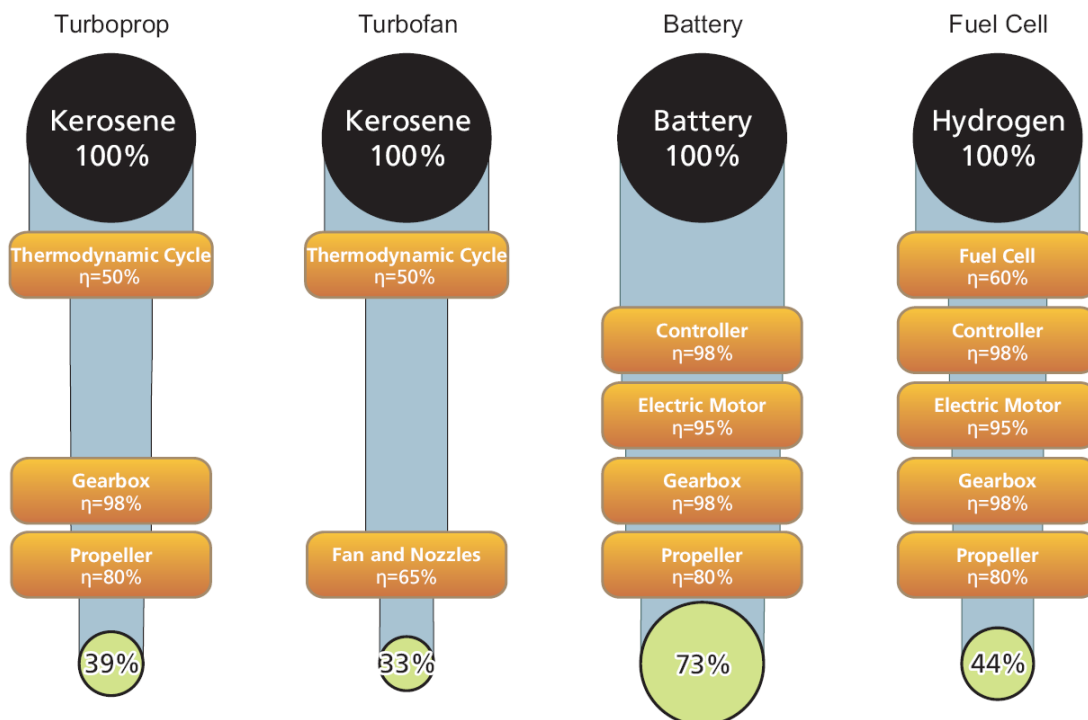 Turboprop
Kerosene
100%
Thermodynamic Cycle
η=50%
Gearbox
η=98%
Propeller
η=80%
39%
Turbofan
Kerosene
100%
Thermodynamic Cycle
η=50%
Fan and Nozzles
η=65%
33%
Battery
Battery
100%
Controller
η=98%
Electric Motor
η=95%
Gearbox
η=98%
Propeller
η=80%
73%
Fuel Cell
Hydrogen
100%
Fuel Cell
η=60%
Controller
η=98%
Electric Motor
η=95%
Gearbox
η=98%
Propeller
η=80%
44%